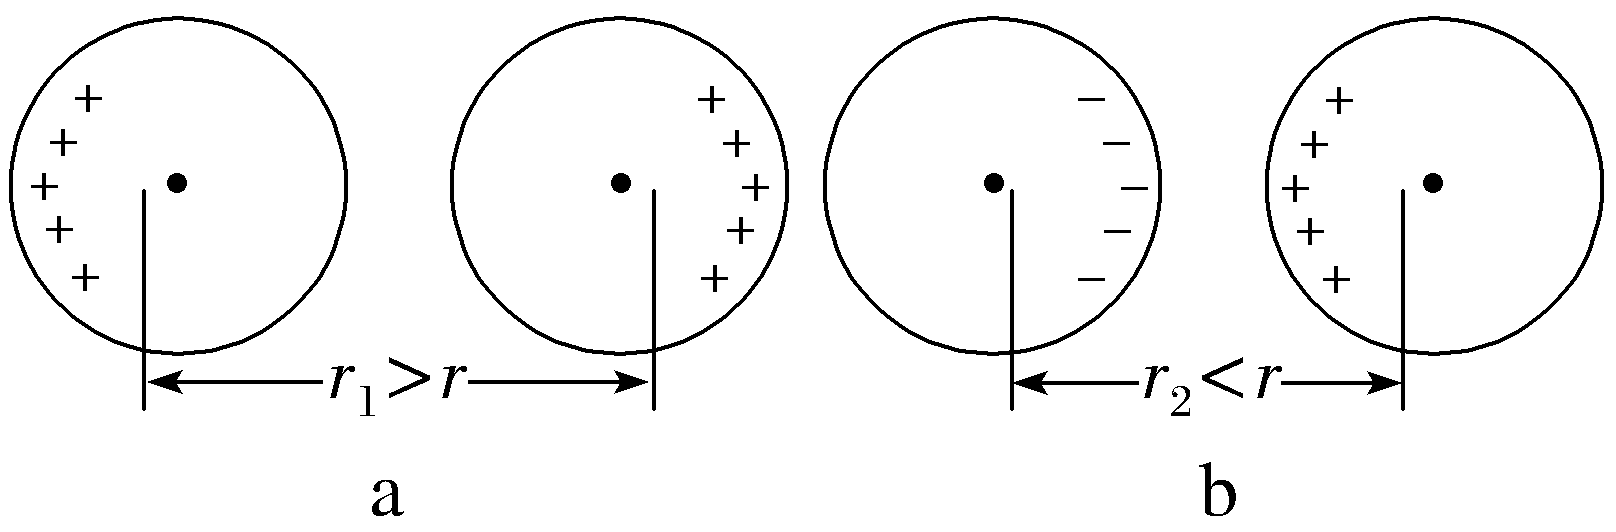 + + + + + + + + + + − − − − − + + + + +
r₁>r r₂<r
a b